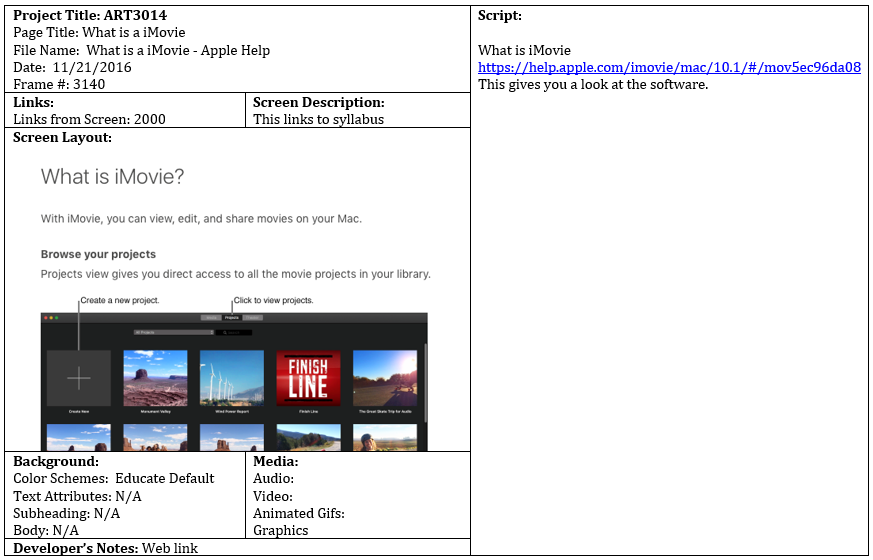 Project Title: ART3014
Page Title: What is a iMovie
File Name:  What is a iMovie - Apple Help
Date:  11/21/2016
Frame #: 3140
Links:
Links from Screen: 2000
Screen Description:
This links to syllabus
Screen Layout:
What is iMovie?
With iMovie, you can view, edit, and share movies on your Mac.
Browse your projects
Projects view gives you direct access to all the movie projects in your library.
Create a new project.
Click to view projects.
Projects
All Projects
Create New
Monument Valley
Wind Power Report
FINISH
LINE
Finish Line
The Great Skate Trip for Audio
Background:
Color Schemes:  Educate Default
Text Attributes: N/A
Subheading: N/A
Body: N/A
Media:
Audio:
Video:
Animated Gifs:
Graphics
Developer's Notes: Web link
Script:
What is iMovie
https://help.apple.com/imovie/mac/10.1/#/mov5ec96da08
This gives you a look at the software.